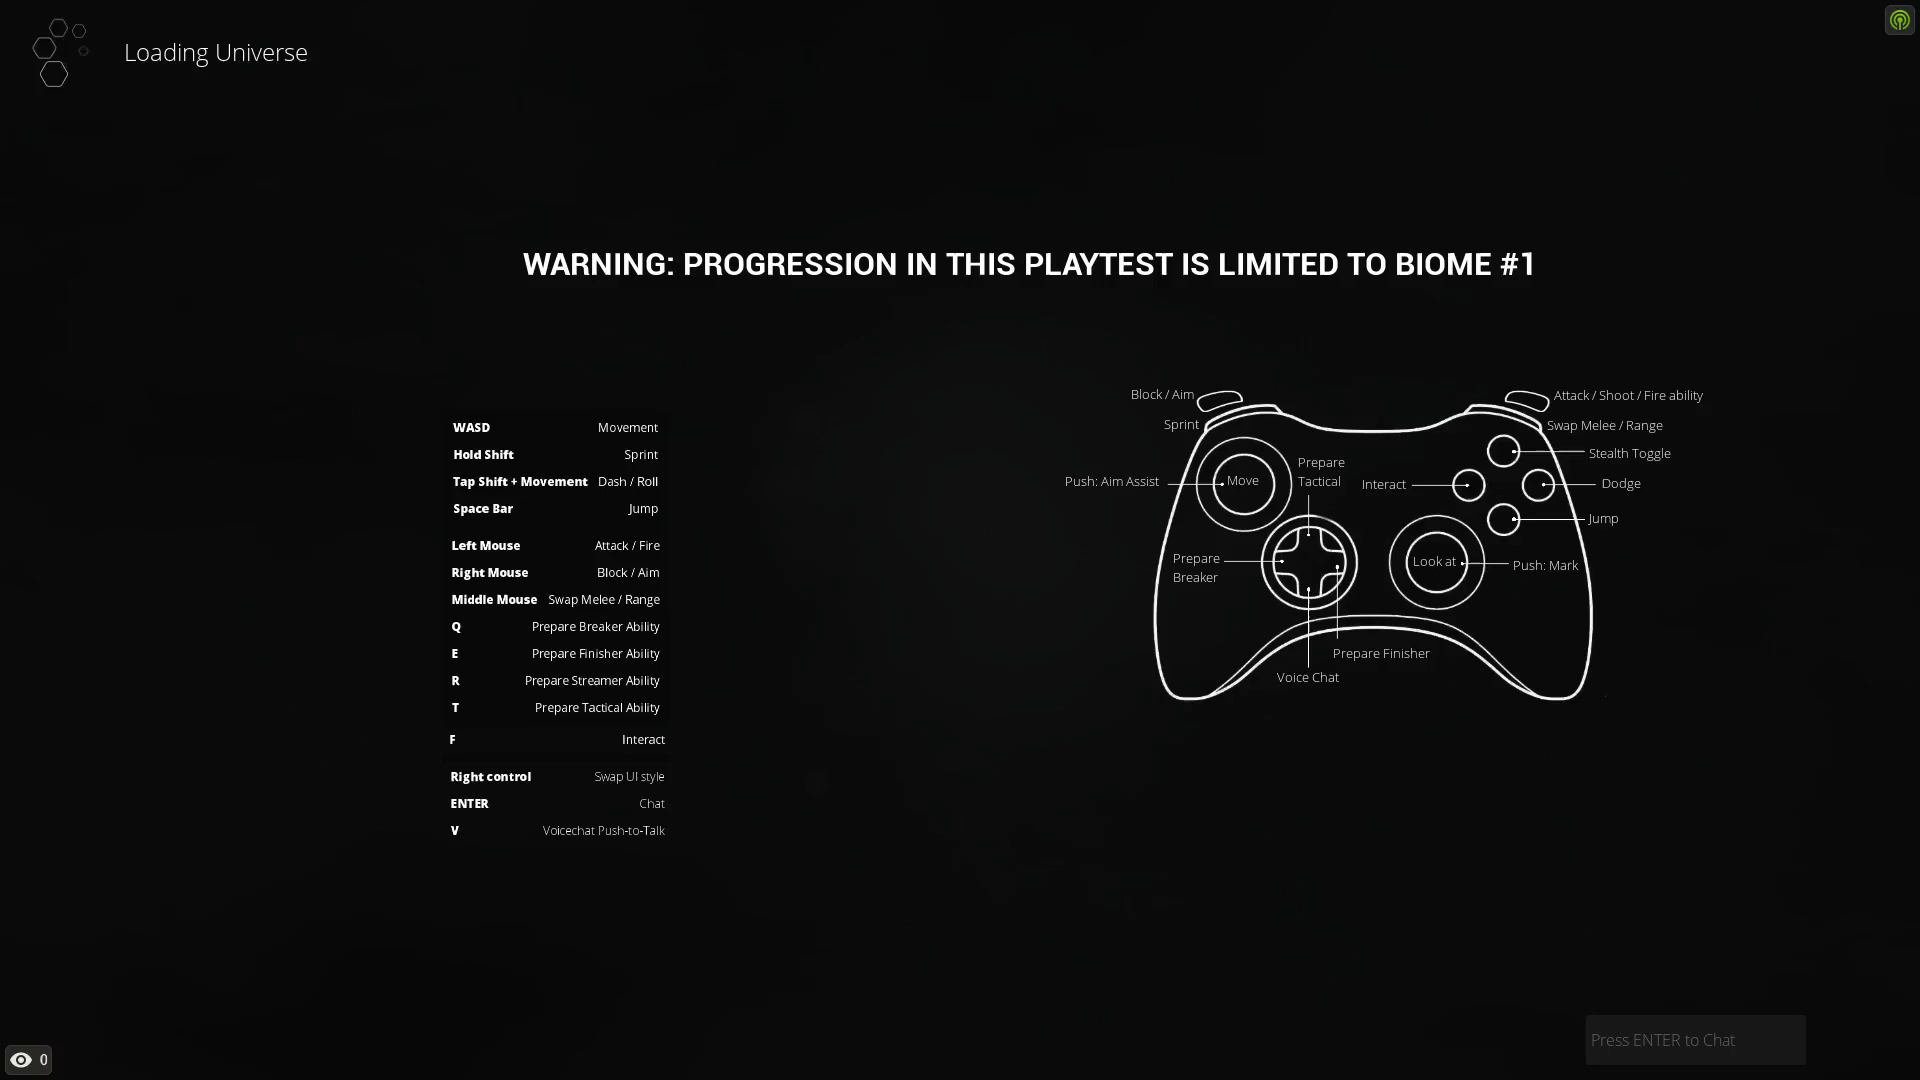 Loading Universe
WARNING: PROGRESSION IN THIS PLAYTEST IS LIMITED TO BIOME #1
WASD Movement
Hold Shift Sprint
Tap Shift + Movement Dash / Roll
Space Bar Jump
Left Mouse Attack / Fire
Right Mouse Block / Aim
Middle Mouse Swap Melee / Range
Q Prepare Breaker Ability
E Prepare Finisher Ability
R Prepare Streamer Ability
T Prepare Tactical Ability
F Interact
Right control Swap UI style
ENTER Chat
V Voicechat Push-to-Talk
Block / Aim
Sprint
Push: Aim Assist
Move
Prepare
Tactical
Prepare
Breaker
Voice Chat
Prepare Finisher
Attack / Shoot / Fire ability
Swap Melee / Range
Stealth Toggle
Interact
Dodge
Jump
Look at
Push: Mark
0
Press ENTER to Chat